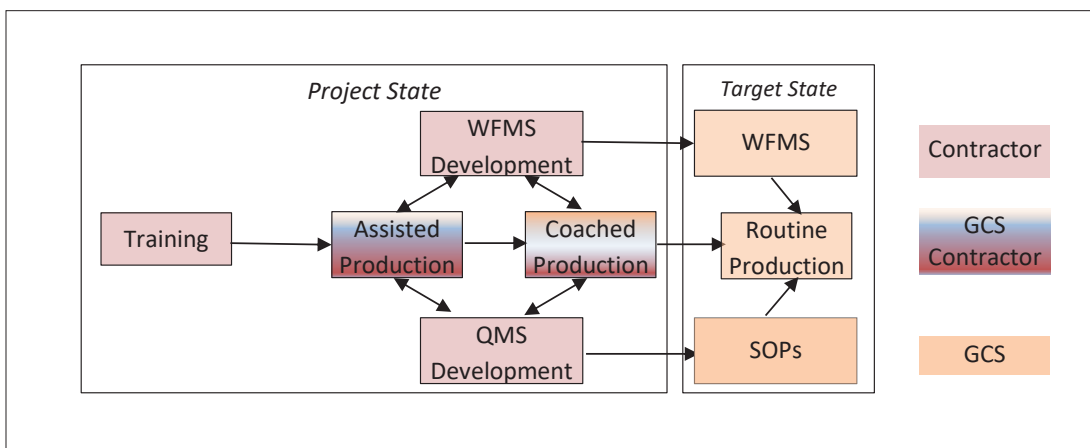 Project State
Target State
WFMS
Development
WFMS
Training
Assisted
Production
Coached
Production
Routine
Production
QMS
Development
SOPs
Contractor
GCS
Contractor
GCS